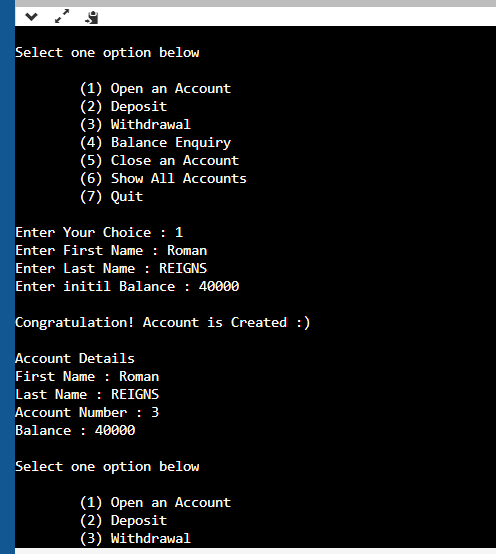 Select one option below
(1) Open an Account
(2) Deposit
(3) Withdrawal
(4) Balance Enquiry
(5) Close an Account
(6) Show All Accounts
(7) Quit
Enter Your Choice : 1
Enter First Name : Roman
Enter Last Name : REIGNS
Enter initil Balance : 40000
Congratulation! Account is Created :)
Account Details
First Name : Roman
Last Name : REIGNS
Account Number : 3
Balance : 40000
Select one option below
(1) Open an Account
(2) Deposit
(3) Withdrawal